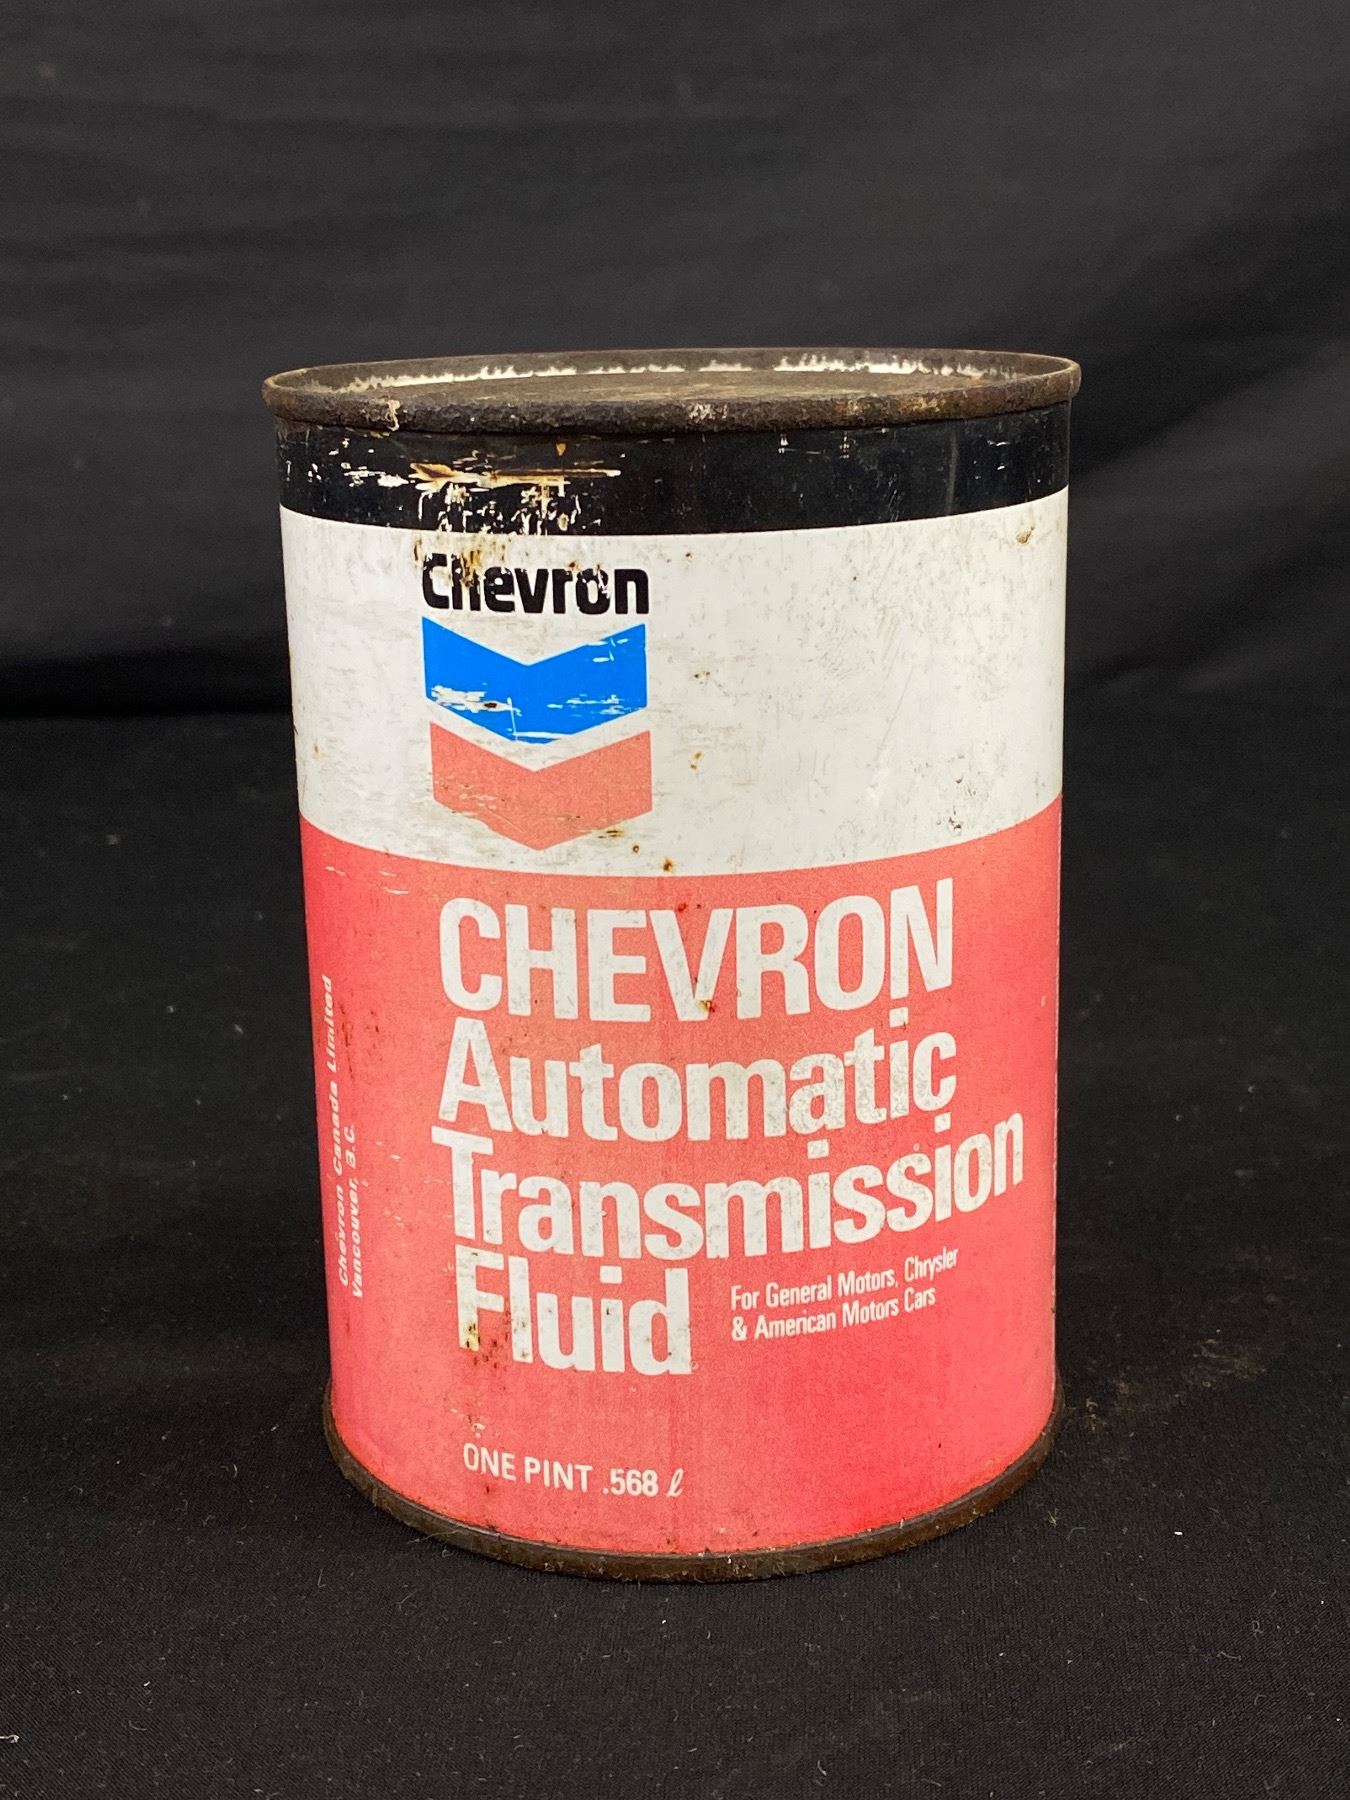 Chevron
CHEVRON
Automatic
Transmission
Fluid
For General Motors, Chrysler
& American Motors Cars
ONE PINT .568 ℓ
Chevron Canada Limited
Vancouver, B.C.